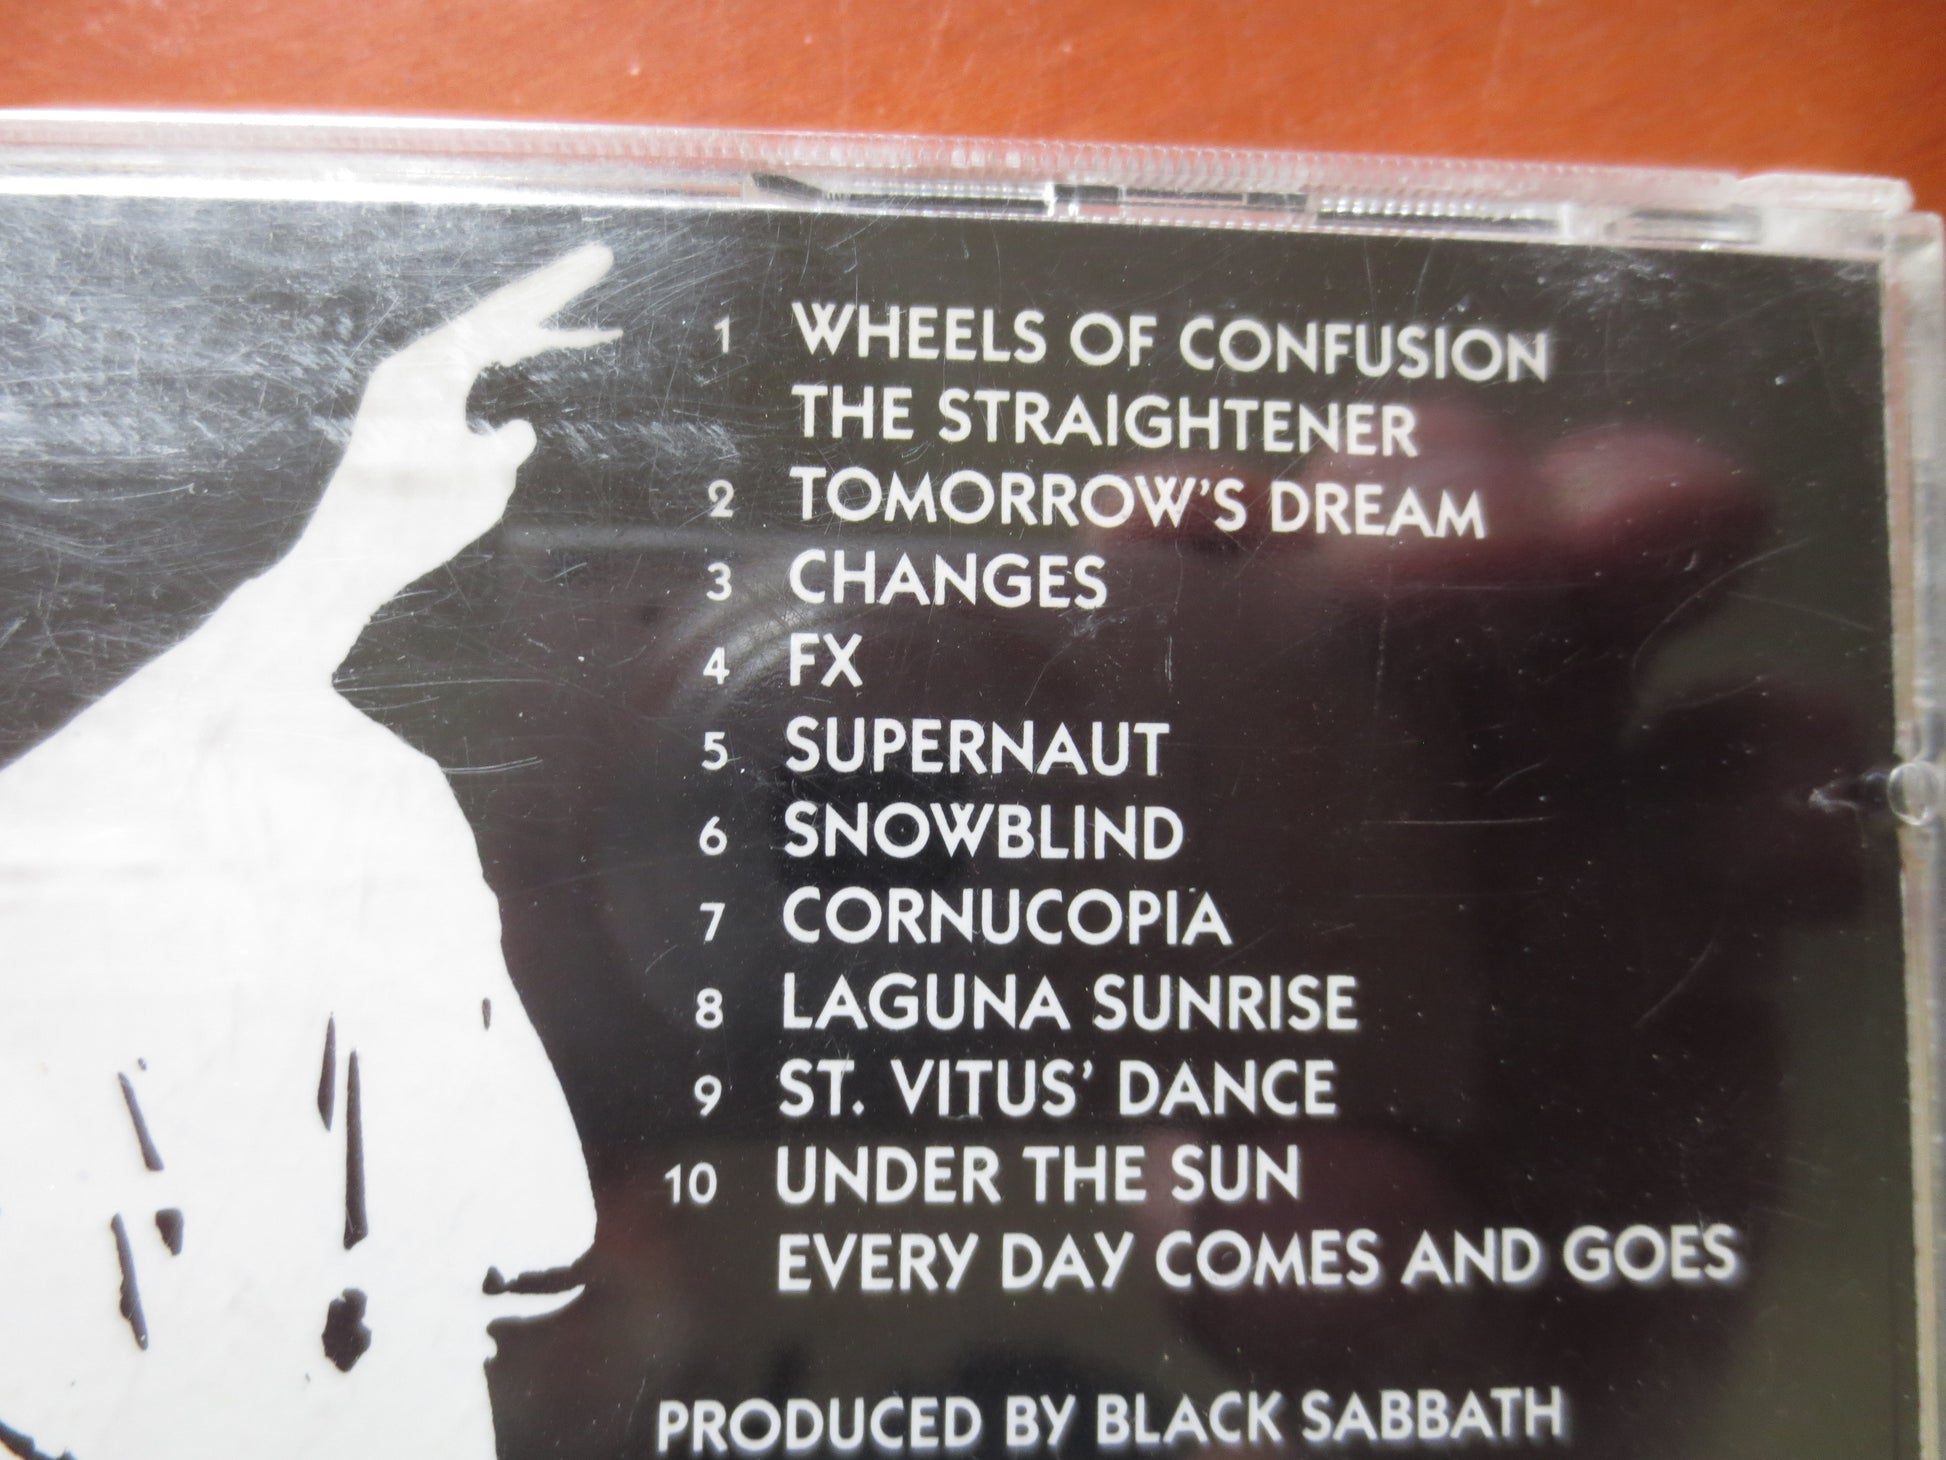 1 WHEELS OF CONFUSION
THE STRAIGHTENER
2 TOMORROW'S DREAM
3 CHANGES
4 FX
5 SUPERNAUT
6 SNOWBLIND
7 CORNUCOPIA
8 LAGUNA SUNRISE
9 ST. VITUS' DANCE
10 UNDER THE SUN
EVERY DAY COMES AND GOES
PRODUCED BY BLACK SABBATH